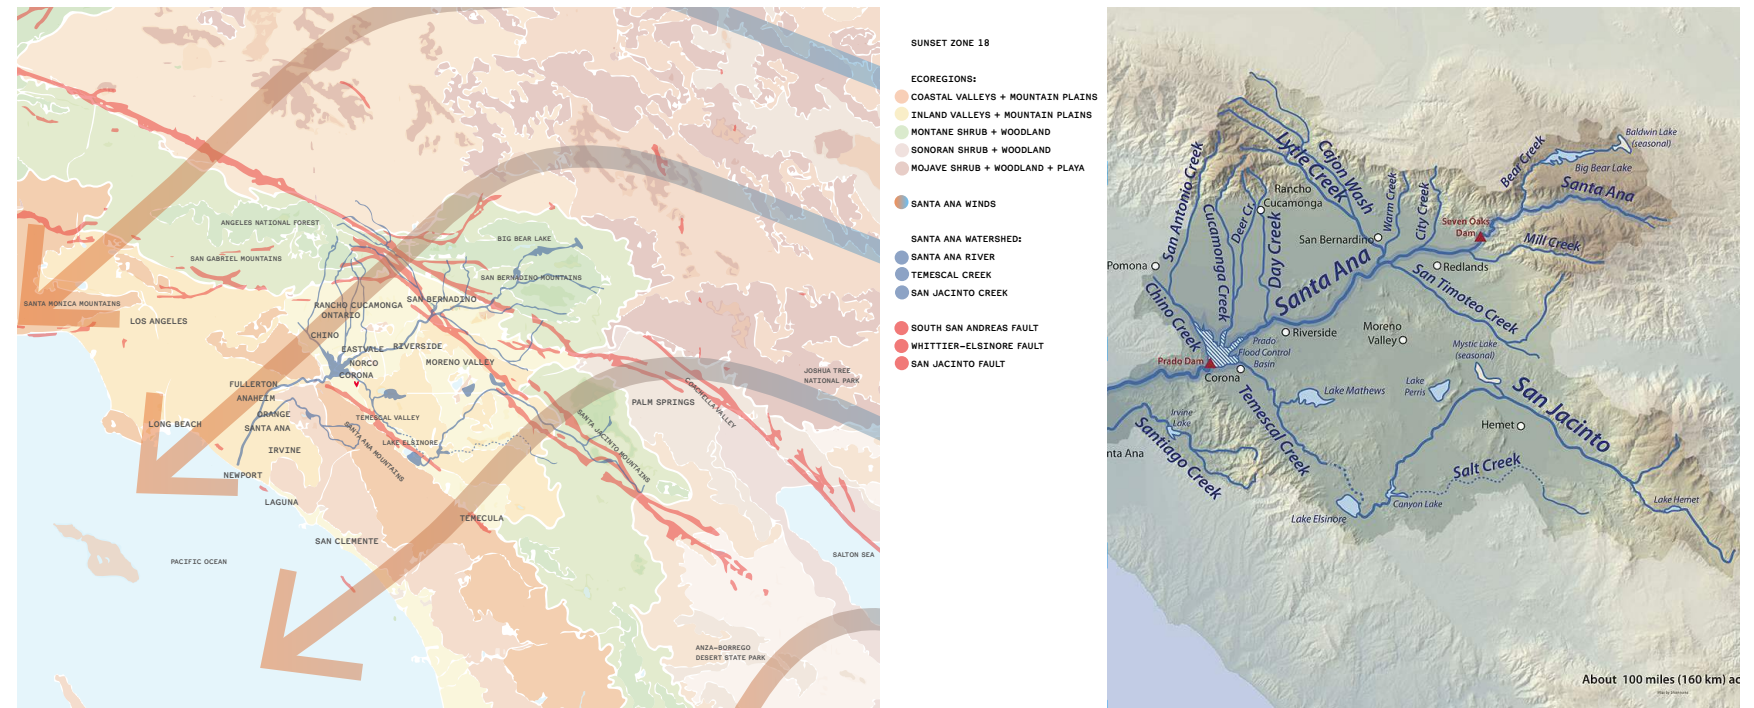 ANGELES NATIONAL FOREST
BIG BEAR LAKE
SAN GABRIEL MOUNTAINS
SAN BERNADINO MOUNTAINS
SANTA MONICA MOUNTAINS
RANCHO CUCAMONGA
SAN BERNADINO
ONTARIO
LOS ANGELES
CHINO
EASTVALE
RIVERSIDE
NORCO
MORENO VALLEY
CORONA
JOSHUA TREE
NATIONAL PARK
FULLERTON
ANAHEIM
COACHELLA VALLEY
PALM SPRINGS
ORANGE
TEMESCAL VALLEY
LONG BEACH
SANTA ANA
SANTA ANA MOUNTAINS
LAKE ELSINORE
SANTA JACINTO MOUNTAINS
IRVINE
NEWPORT
LAGUNA
TEMECULA
SAN CLEMENTE
PACIFIC OCEAN
SALTON SEA
ANZA-BORREGO
DESERT STATE PARK
SUNSET ZONE 18
ECOREGIONS:
COASTAL VALLEYS + MOUNTAIN PLAINS
INLAND VALLEYS + MOUNTAIN PLAINS
MONTANE SHRUB + WOODLAND
SONORAN SHRUB + WOODLAND
MOJAVE SHRUB + WOODLAND + PLAYA
SANTA ANA WINDS
SANTA ANA WATERSHED:
SANTA ANA RIVER
TEMESCAL CREEK
SAN JACINTO CREEK
SOUTH SAN ANDREAS FAULT
WHITTIER-ELSINORE FAULT
SAN JACINTO FAULT
Baldwin Lake
(seasonal)
Big Bear Lake
Bear Creek
Santa Ana
Cajon Wash
Lytle Creek
San Antonio Creek
Rancho
Cucamonga
Warm Creek
City Creek
Seven Oaks
Dam
Mill Creek
Cucamonga Creek
Deer Cr.
Day Creek
San Bernardino
Pomona
Redlands
Santa Ana
San Timoteo Creek
Chino Creek
Riverside
Moreno
Valley
Prado
Flood Control
Basin
Mystic Lake
(seasonal)
Prado Dam
Corona
Lake Mathews
Lake
Perris
San Jacinto
Temescal Creek
Irvine
Lake
Hemet
Santiago Creek
nta Ana
Salt Creek
Canyon Lake
Lake Hemet
Lake Elsinore
About 100 miles (160 km) ac